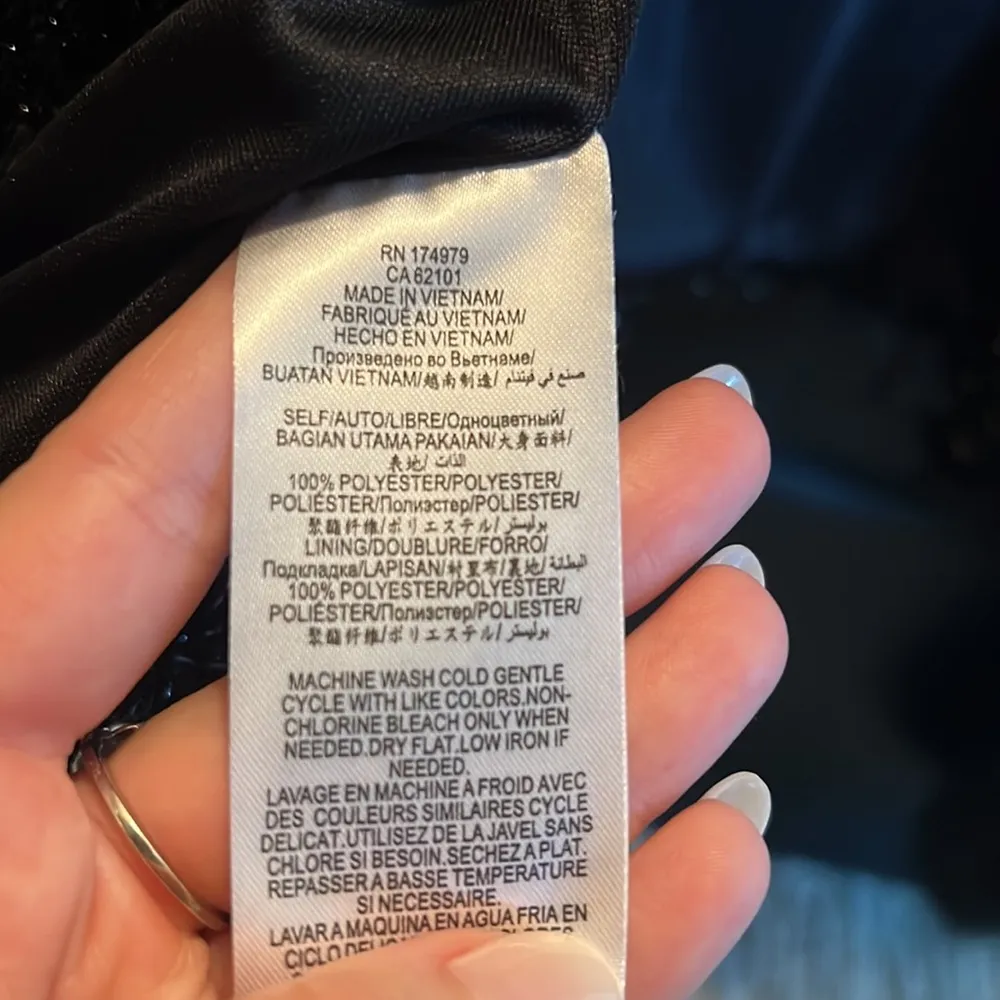 RN 174979
CA 62101
MADE IN VIETNAM/
FABRIQUÉ AU VIETNAM/
HECHO EN VIETNAM/
Произведено во Вьетнаме/
BUATAN VIETNAM/越南制造/ صنع في فيتنام
SELF/AUTO/LIBRE/Одноцветный/
BAGIAN UTAMA PAKAIAN/大身面料/
表地/ الذات
100% POLYESTER/POLYESTER/
POLIÉSTER/Полиэстер/POLIESTER/
聚酯纤维/ポリエステル/ بوليستر
LINING/DOUBLURE/FORRO/
Подкладка/LAPISAN/衬里布/裏地/ البطانة
100% POLYESTER/POLYESTER/
POLIÉSTER/Полиэстер/POLIESTER/
聚酯纤维/ポリエステル/ بوليستر
MACHINE WASH COLD GENTLE
CYCLE WITH LIKE COLORS.NON-
CHLORINE BLEACH ONLY WHEN
NEEDED.DRY FLAT.LOW IRON IF
NEEDED.
LAVAGE EN MACHINE A FROID AVEC
DES COULEURS SIMILAIRES CYCLE
DELICAT.UTILISEZ DE LA JAVEL SANS
CHLORE SI BESOIN.SECHEZ A PLAT.
REPASSER A BASSE TEMPERATURE
SI NECESSAIRE.
LAVAR A MAQUINA EN AGUA FRIA EN
CICLO